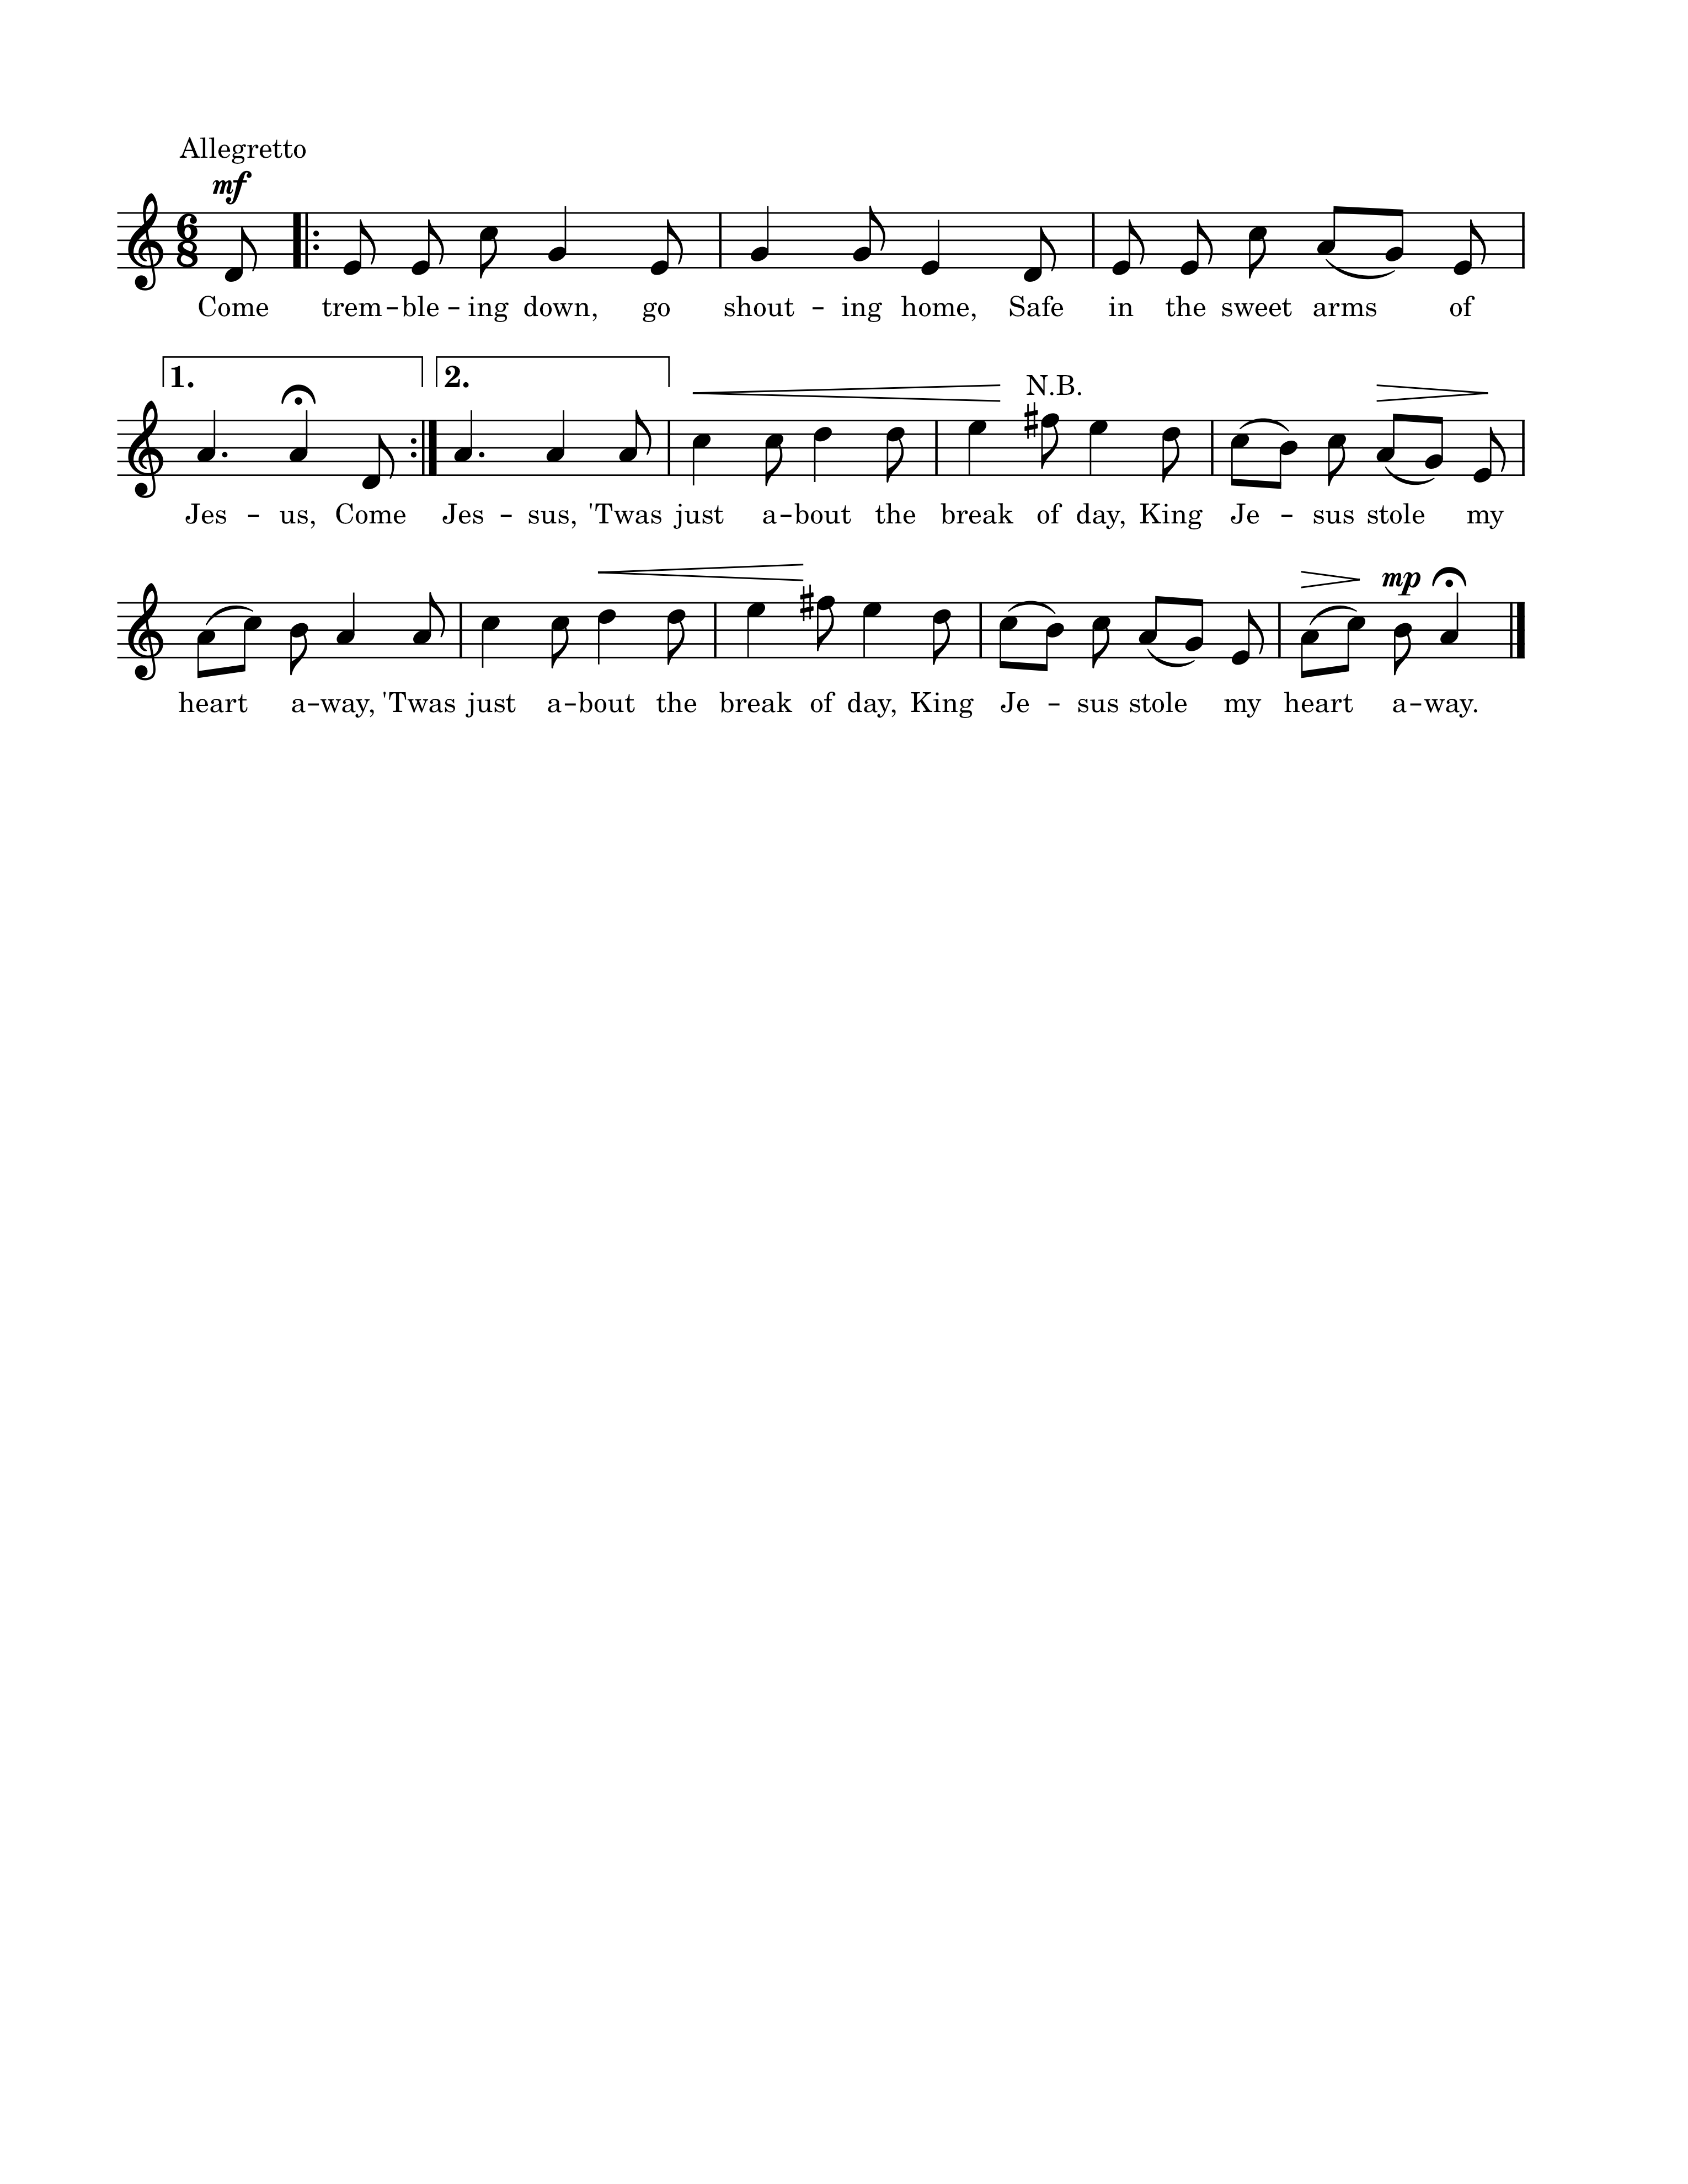 Allegretto
mf
6
8
Come trem – ble – ing down, go shout – ing home, Safe in the sweet arms of
1. 2. N.B.
Jes – us, Come Jes – sus, 'Twas just a – bout the break of day, King Je – sus stole my
mp
heart a – way, 'Twas just a – bout the break of day, King Je – sus stole my heart a – way.